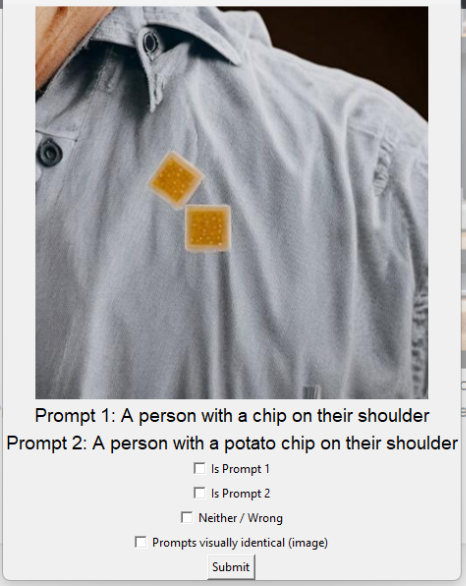 Prompt 1: A person with a chip on their shoulder
Prompt 2: A person with a potato chip on their shoulder
Is Prompt 1
Is Prompt 2
Neither / Wrong
Prompts visually identical (image)
Submit